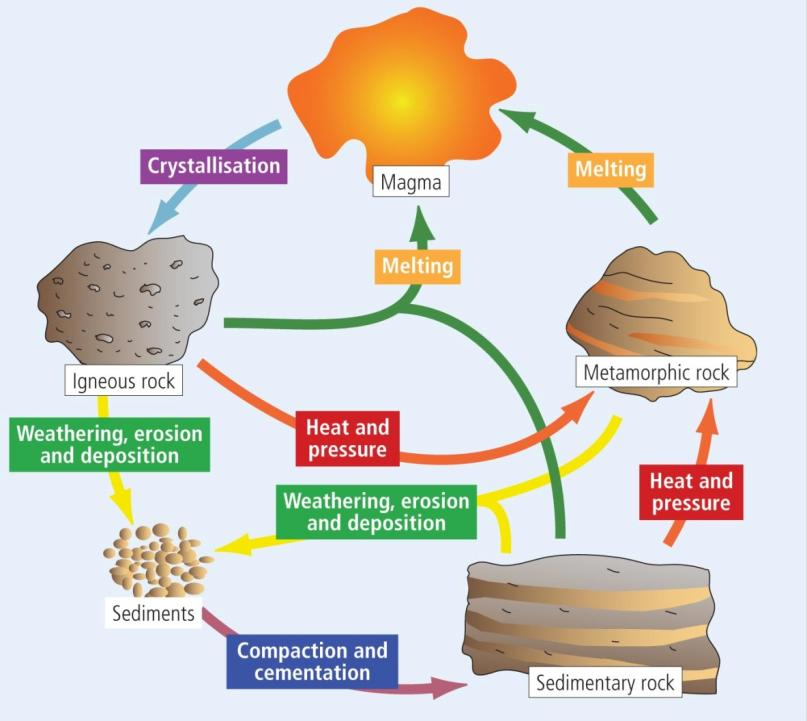 Crystallisation
Magma
Melting
Melting
Igneous rock
Metamorphic rock
Weathering, erosion
and deposition
Heat and
pressure
Heat and
pressure
Weathering, erosion
and deposition
Sediments
Compaction and
cementation
Sedimentary rock